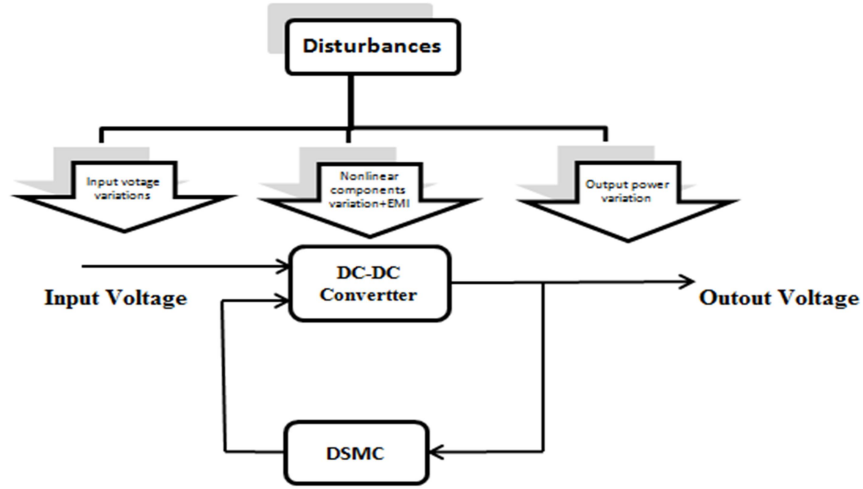 Disturbances
Input votage
variations
Nonlinear
components
variation+EMI
Output power
variation
DC-DC
Convertter
Input Voltage
Outout Voltage
DSMC